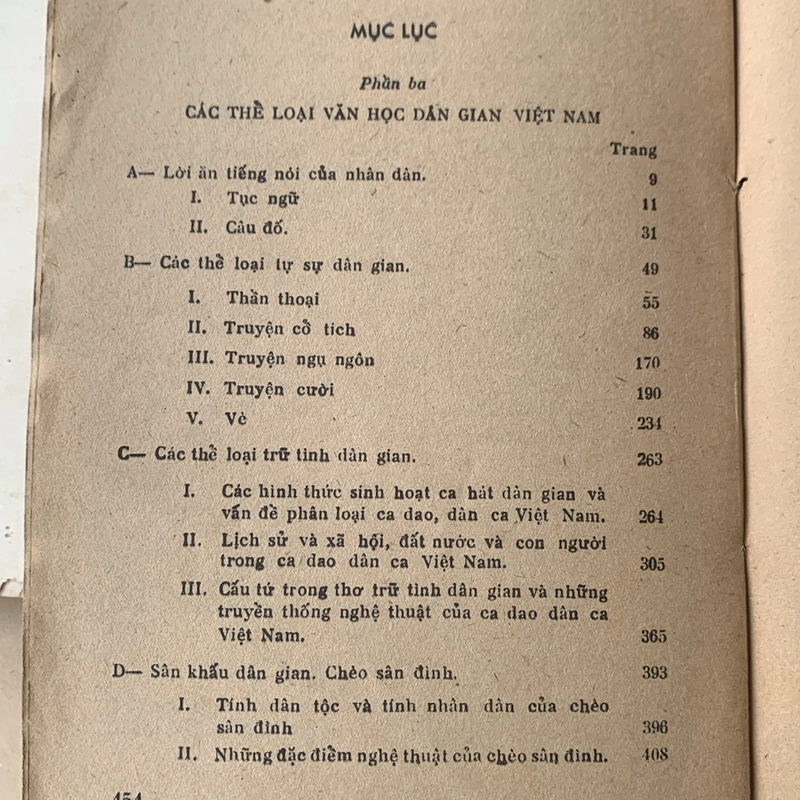 MỤC LỤC
Phần ba
CÁC THỂ LOẠI VĂN HỌC DÂN GIAN VIỆT NAM
Trang
A— Lời ăn tiếng nói của nhân dân. 9
I. Tục ngữ 11
II. Câu đố. 31
B— Các thể loại tự sự dân gian. 49
I. Thần thoại 55
II. Truyện cổ tích 86
III. Truyện ngụ ngôn 170
IV. Truyện cười 190
V. Vè 234
C— Các thể loại trữ tình dân gian. 263
I. Các hình thức sinh hoạt ca hát dân gian và
vấn đề phân loại ca dao, dân ca Việt Nam. 264
II. Lịch sử và xã hội, đất nước và con người
trong ca dao dân ca Việt Nam. 305
III. Cấu tứ trong thơ trữ tình dân gian và những
truyền thống nghệ thuật của ca dao dân ca
Việt Nam. 365
D— Sân khấu dân gian. Chèo sân đình. 393
I. Tính dân tộc và tính nhân dân của chèo
sân đình 396
II. Những đặc điểm nghệ thuật của chèo sân đình. 408
454